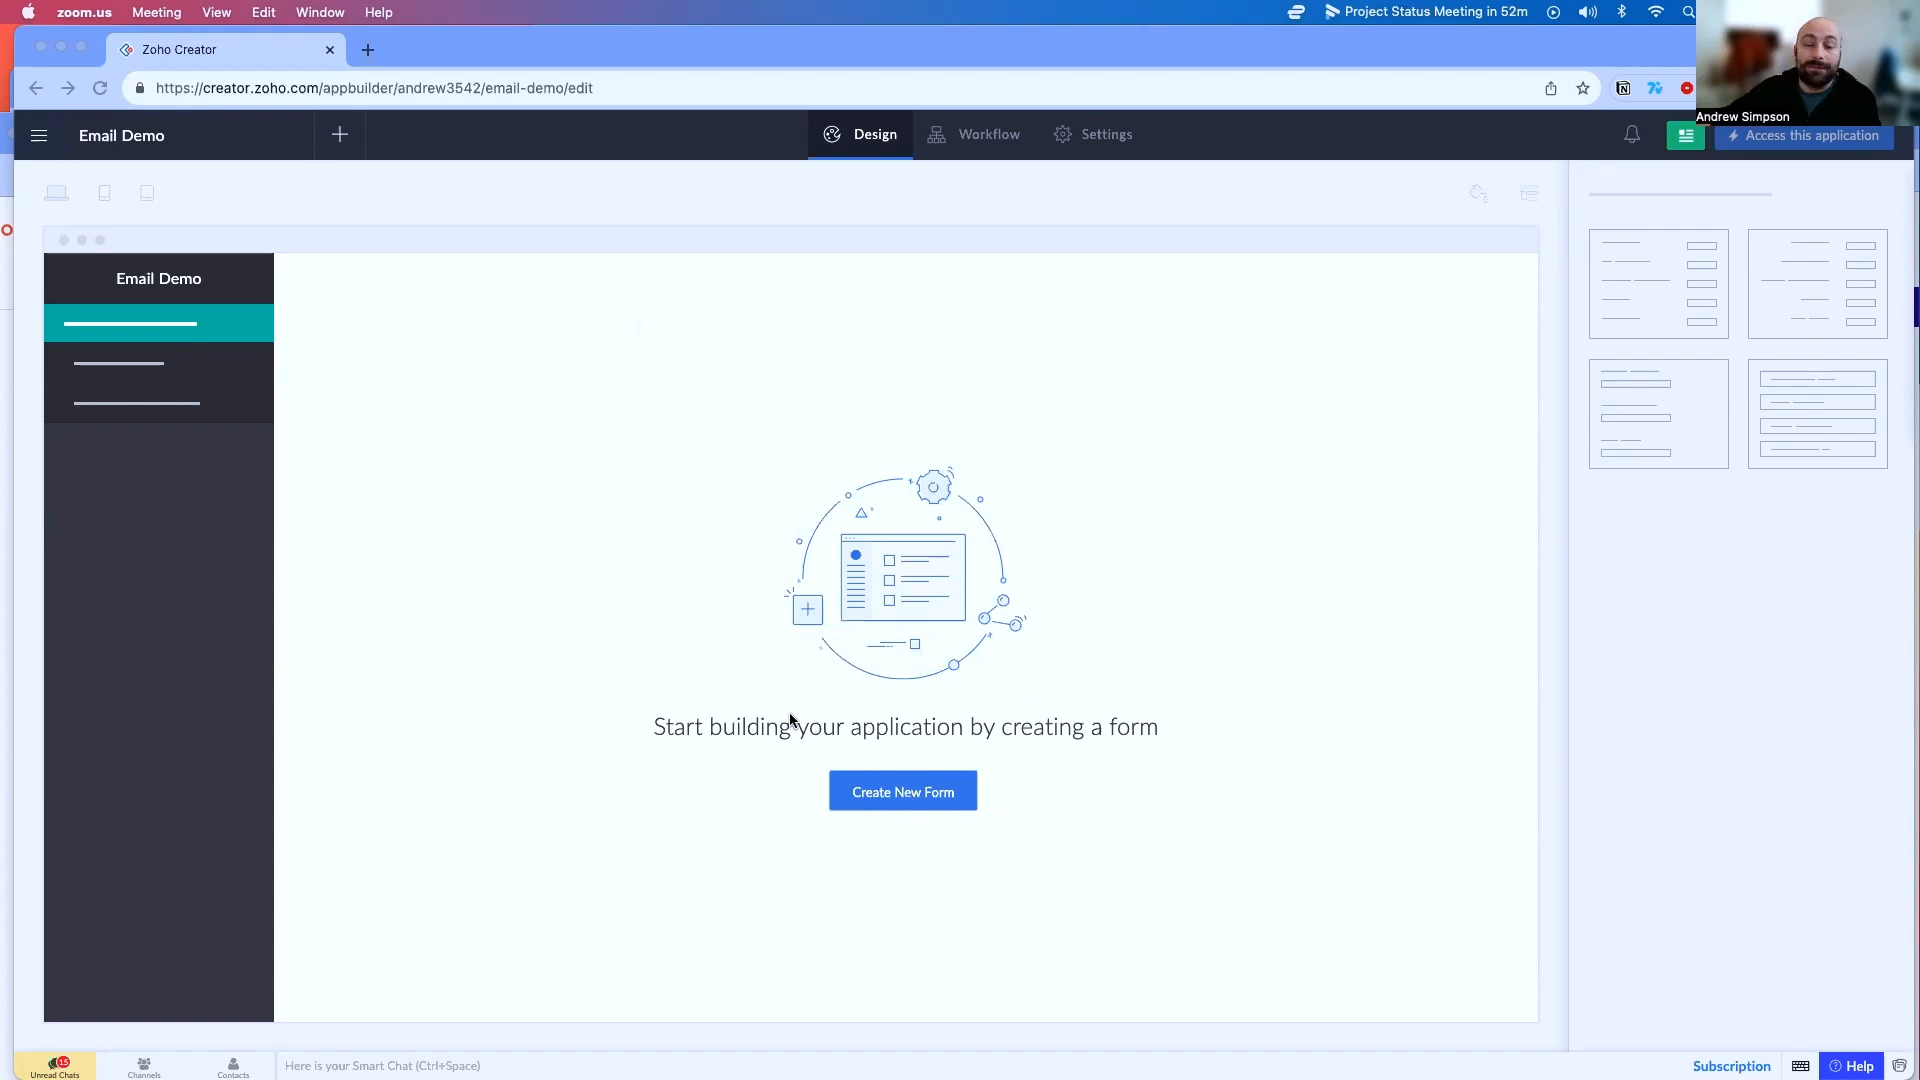 zoom.us Meeting View Edit Window Help
Project Status Meeting in 52m
Zoho Creator
https://creator.zoho.com/appbuilder/andrew3542/email-demo/edit
Andrew Simpson
Email Demo
Design
Workflow
Settings
Access this application
Email Demo
Start building your application by creating a form
Create New Form
15
Unread Chats
Channels
Contacts
Here is your Smart Chat (Ctrl+Space)
Subscription
Help